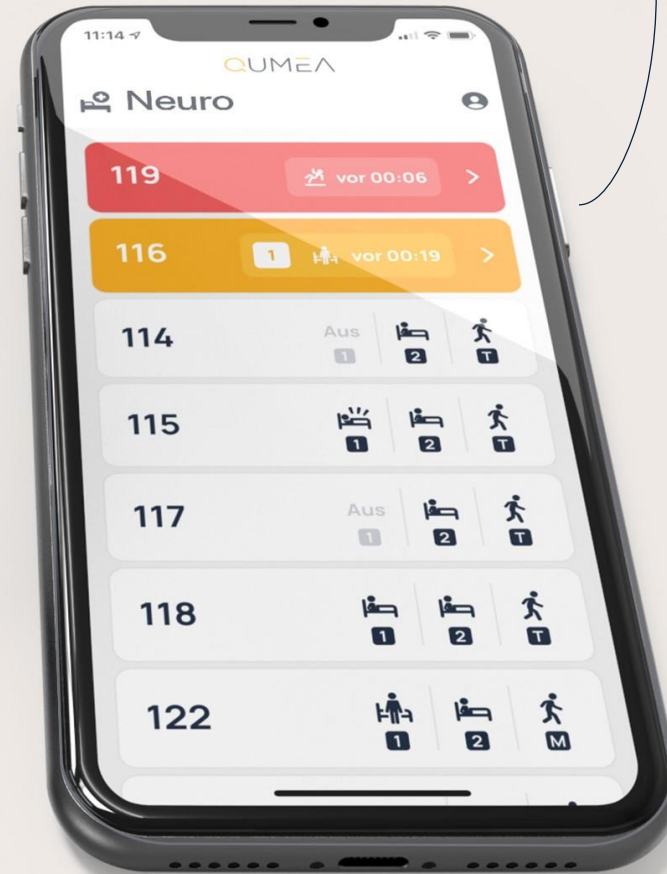 11:14
QUMEA
Neuro
119 vor 00:06
116 1 vor 00:19
114 Aus
1 2 T
115
1 2 T
117 Aus
1 2 T
118
1 2 T
122
1 2 M